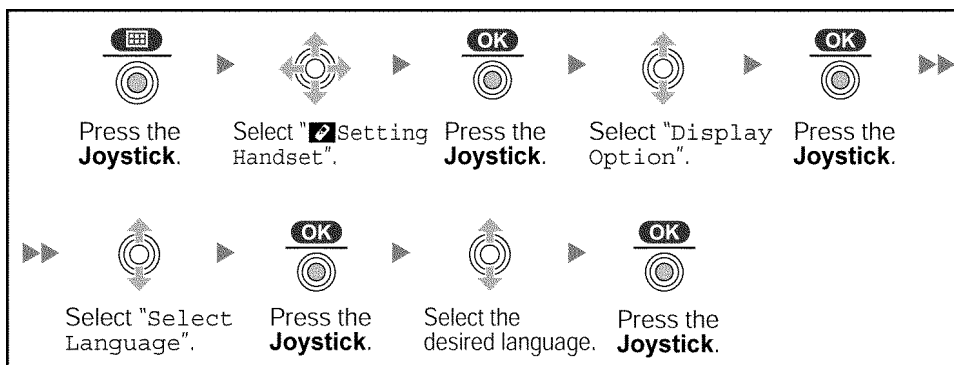 OK
OK
Press the
Joystick.
Select "Setting
Handset".
Press the
Joystick.
Select "Display
Option".
Press the
Joystick.
OK
OK
Select "Select
Language".
Press the
Joystick.
Select the
desired language.
Press the
Joystick.